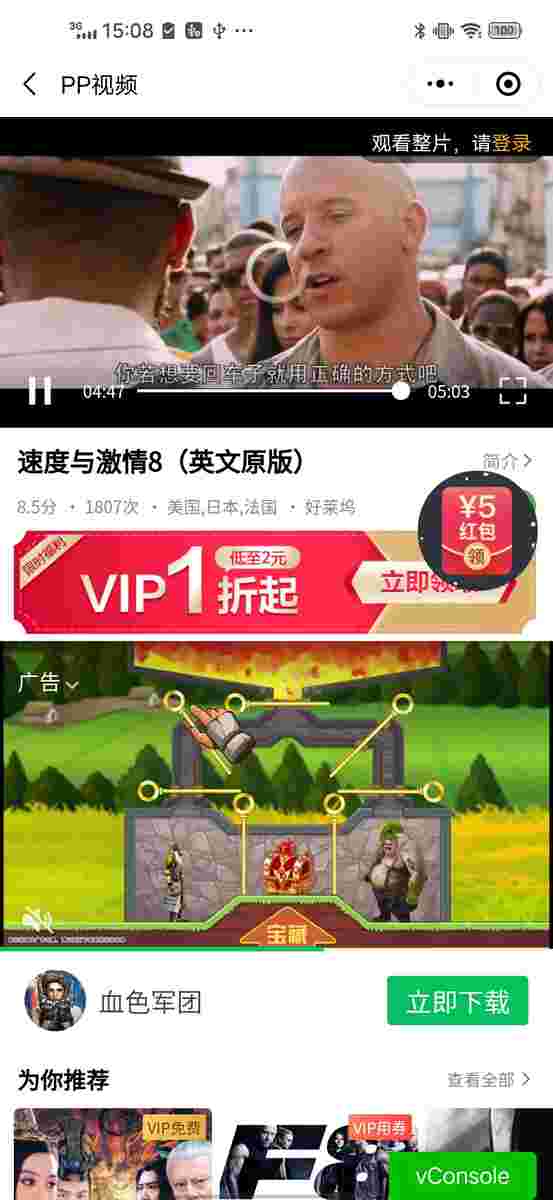 3G 15:08 100
PP视频
观看整片，请登录
你若想要回车子就用正确的方式吧
04:47 05:03
速度与激情8（英文原版）
简介
8.5分 · 1807次 · 美国,日本,法国 · 好莱坞
¥5
红包
领
限时福利
VIP1折起
低至2元
立即领
广告
宝藏
血色军团
立即下载
为你推荐
查看全部
VIP免费
VIP用券
F8
vConsole